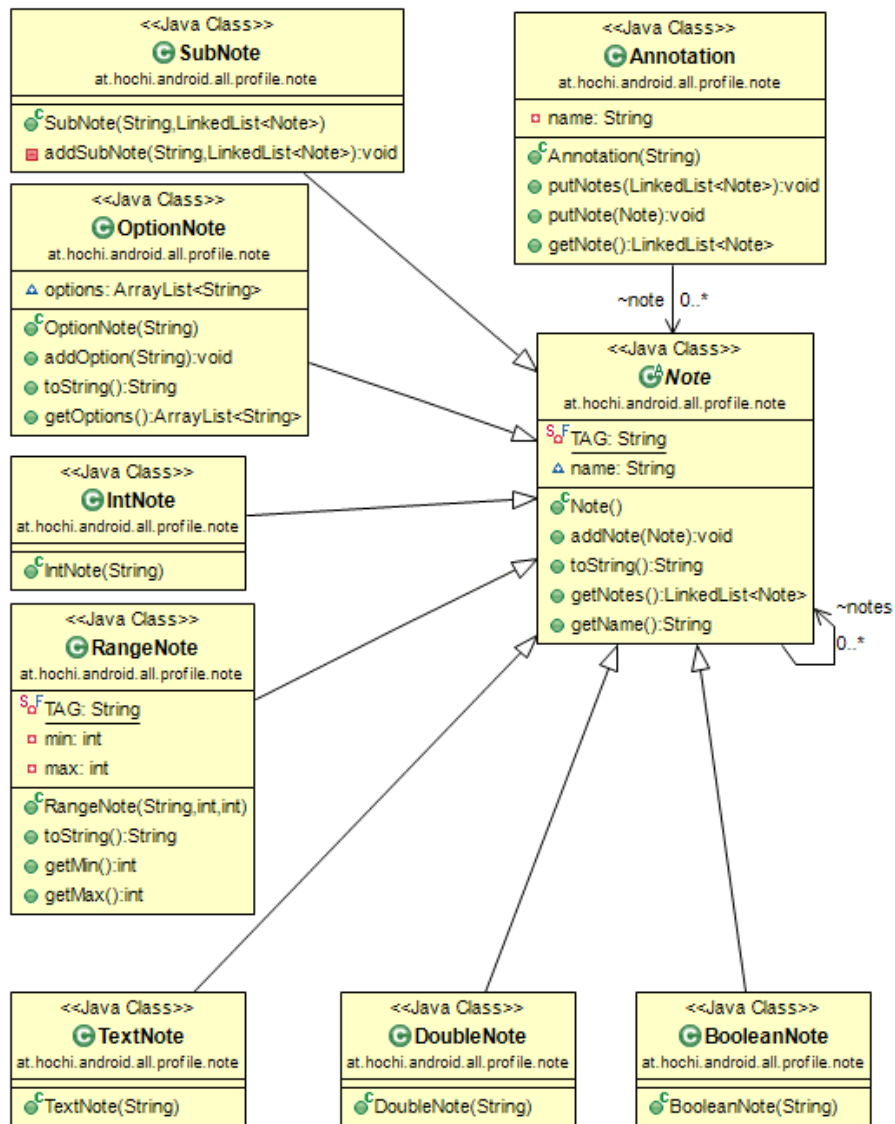 <<Java Class>>
SubNote
at.hochi.android.all.profile.note
SubNote(String,LinkedList<Note>)
addSubNote(String,LinkedList<Note>):void
<<Java Class>>
Annotation
at.hochi.android.all.profile.note
name: String
Annotation(String)
putNotes(LinkedList<Note>):void
putNote(Note):void
getNote():LinkedList<Note>
<<Java Class>>
OptionNote
at.hochi.android.all.profile.note
options: ArrayList<String>
OptionNote(String)
addOption(String):void
toString():String
getOptions():ArrayList<String>
~note 0..*
<<Java Class>>
Note
at.hochi.android.all.profile.note
TAG: String
name: String
Note()
addNote(Note):void
toString():String
getNotes():LinkedList<Note>
getName():String
~notes
0..*
<<Java Class>>
IntNote
at.hochi.android.all.profile.note
IntNote(String)
<<Java Class>>
RangeNote
at.hochi.android.all.profile.note
TAG: String
min: int
max: int
RangeNote(String,int,int)
toString():String
getMin():int
getMax():int
<<Java Class>>
TextNote
at.hochi.android.all.profile.note
TextNote(String)
<<Java Class>>
DoubleNote
at.hochi.android.all.profile.note
DoubleNote(String)
<<Java Class>>
BooleanNote
at.hochi.android.all.profile.note
BooleanNote(String)